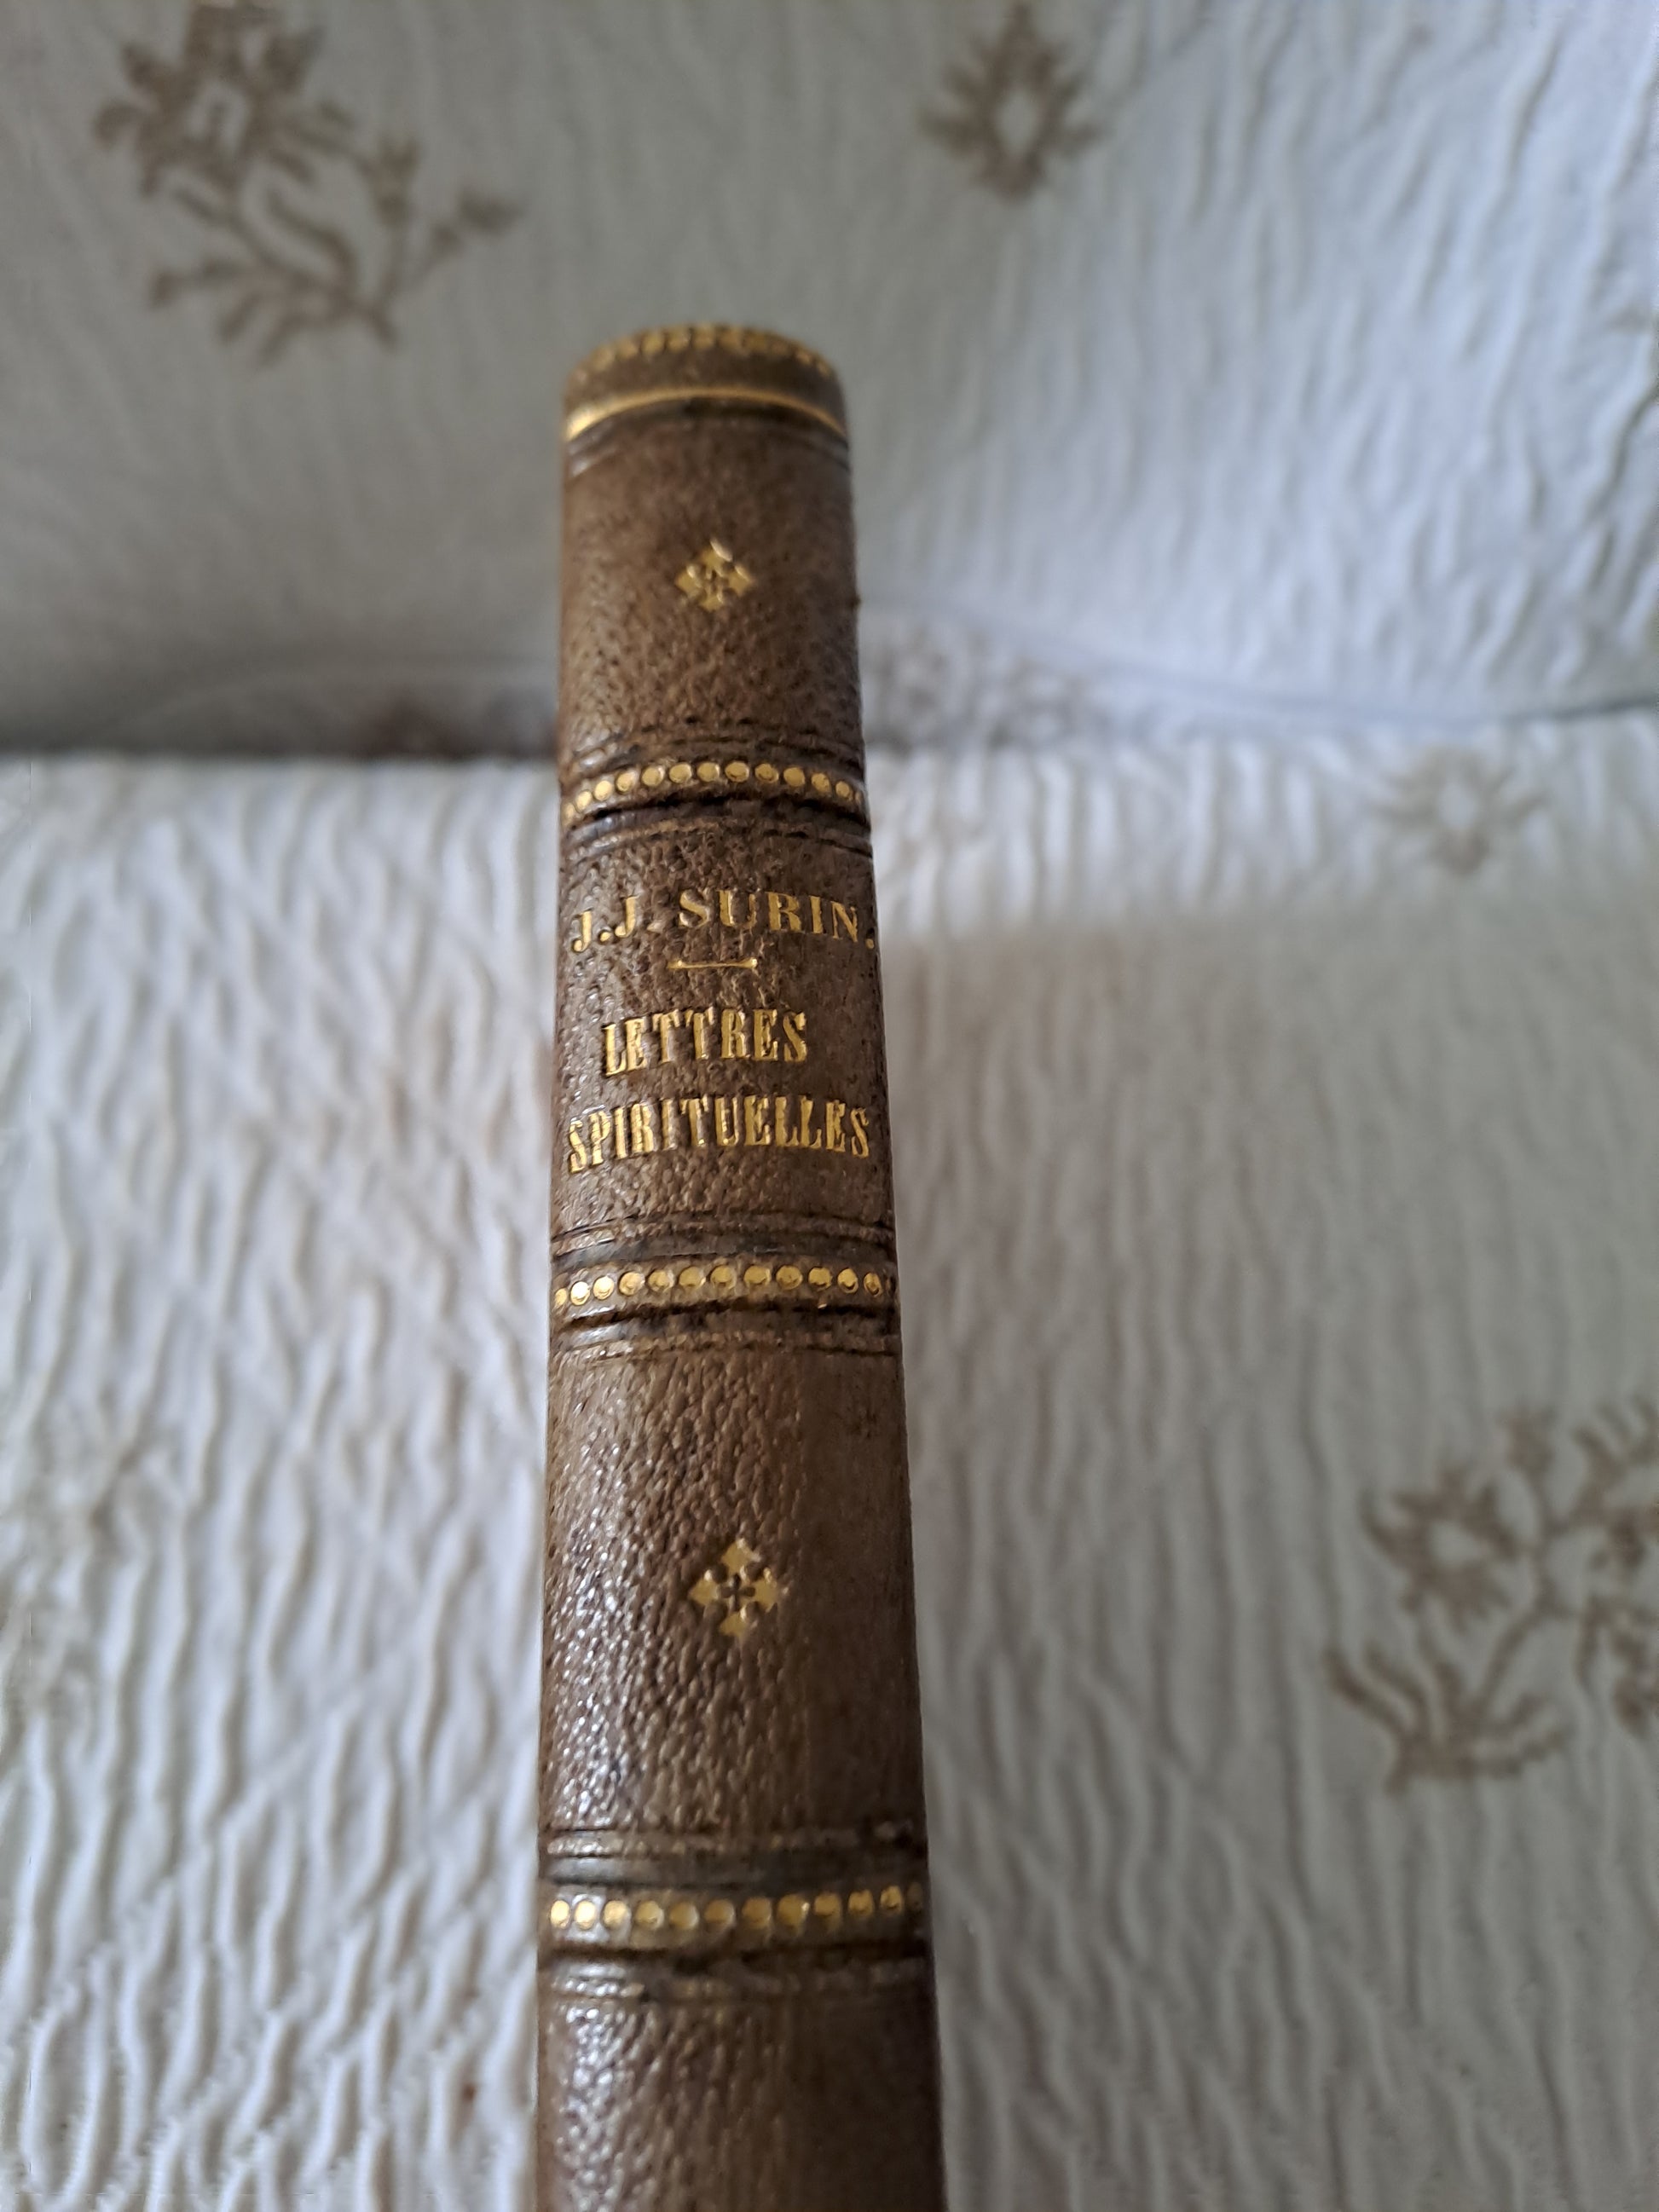 J.J. SURIN.
LETTRES
SPIRITUELLES